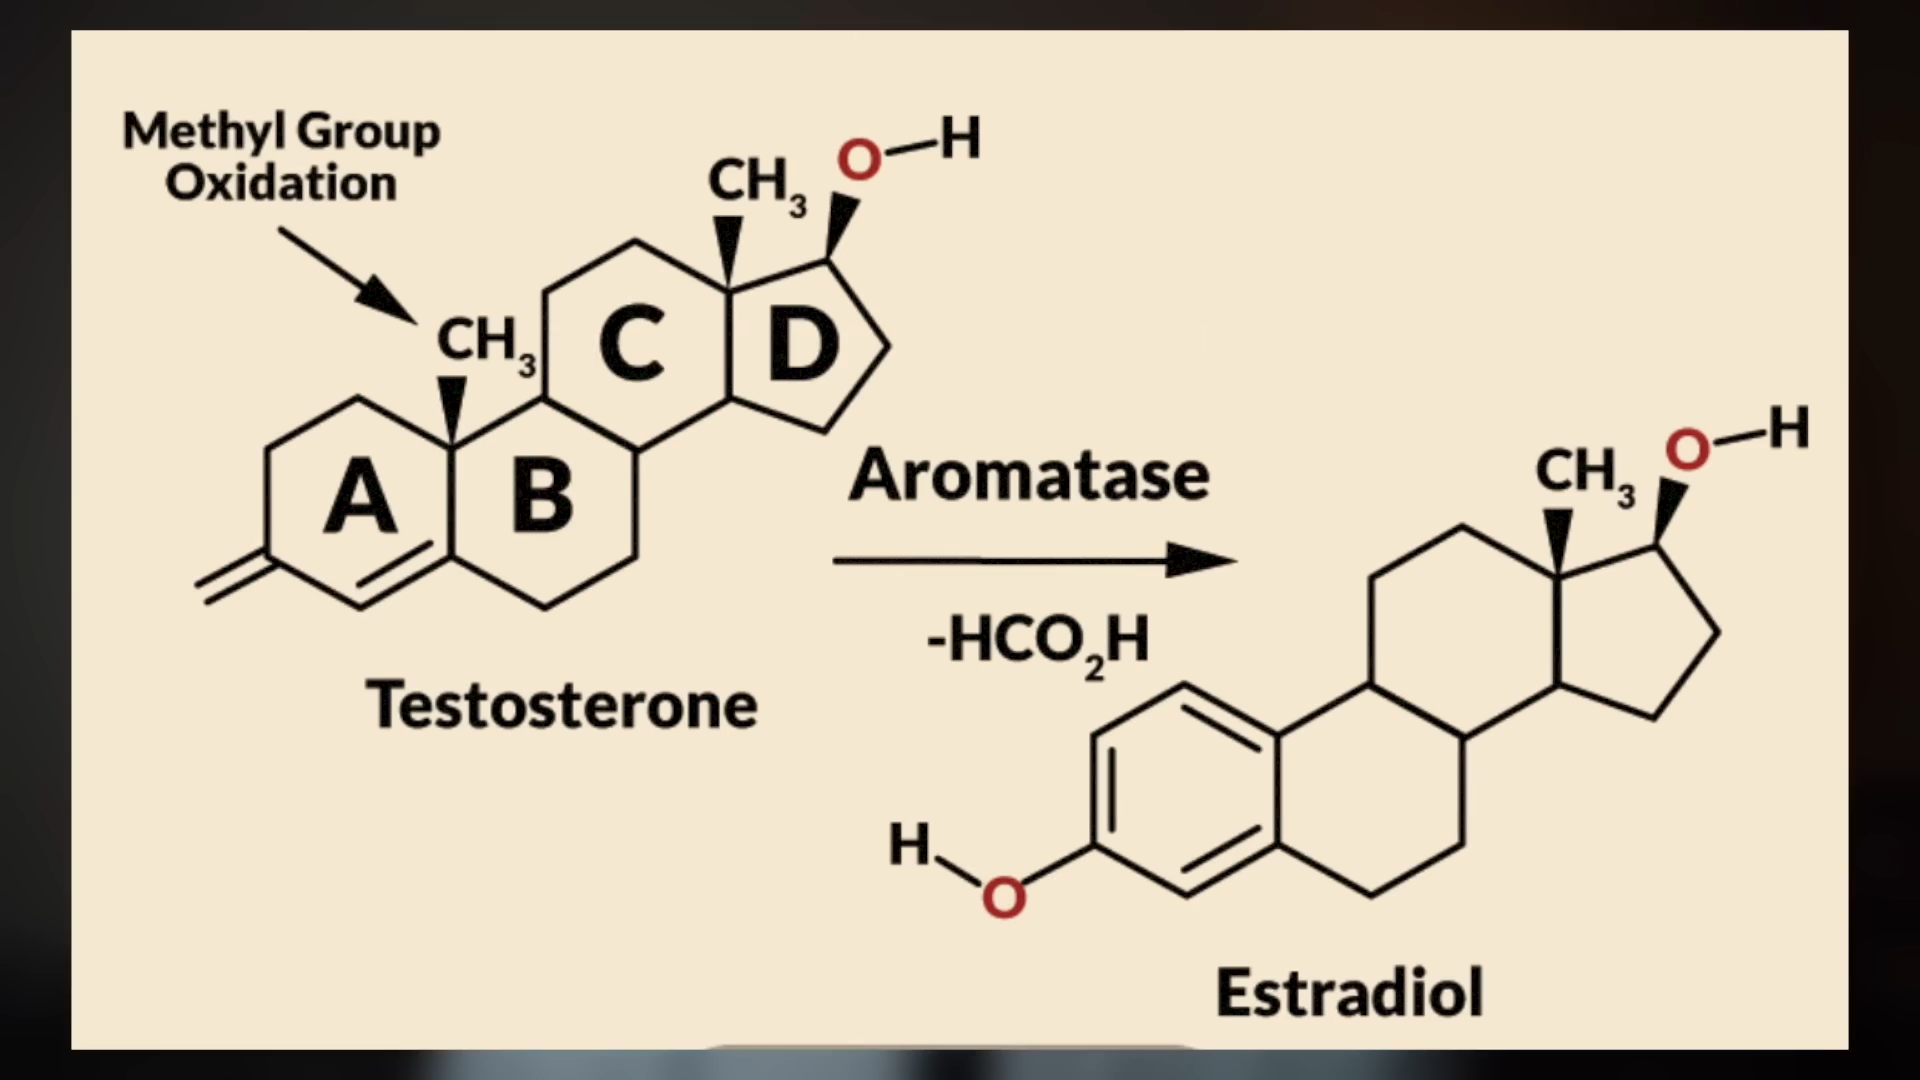 Methyl Group
Oxidation
CH3
O-H
CH3
A
B
C
D
Testosterone
Aromatase
-HCO2H
CH3
O-H
H
O
Estradiol